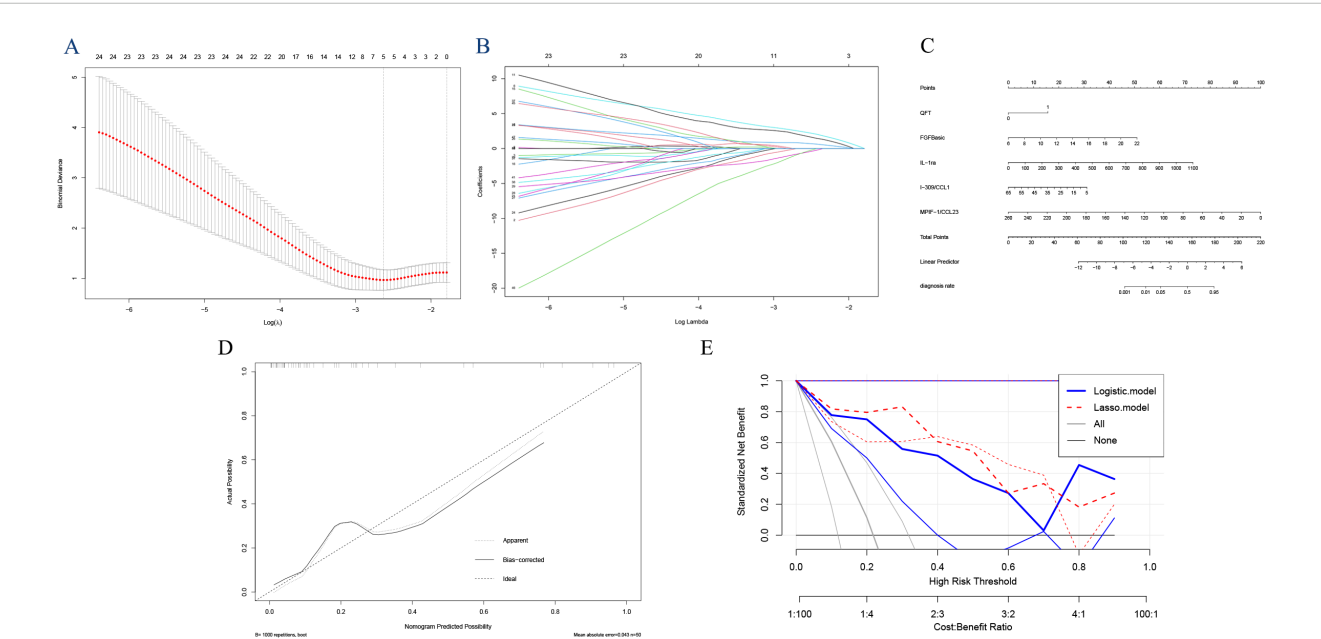 A
24 24 23 23 23 23 24 24 24 24 24 22 22 20 17 16 14 14 12 8 7 5 5 4 3 2 0
5
4
3
2
1
Binomial Deviance
−6 −5 −4 −3 −2
Log(λ)
B
23 23 20 11 3
10
5
0
−5
−10
−15
−20
Coefficients
−6 −5 −4 −3 −2
Log Lambda
C
Points
0 10 20 30 40 50 60 70 80 90 100
QFT
1
0
FGFBasic
6 8 10 12 14 16 18 20 22
IL−1ra
0 100 200 300 400 500 600 700 800 900 1000 1100
I−309/CCL1
65 55 45 35 25 15 5
MPIF−1/CCL23
260 240 220 200 180 160 140 120 100 80 60 40 20 0
Total Points
0 20 40 60 80 100 120 140 160 180 200 220
Linear Predictor
−12 −10 −8 −6 −4 −2 0 2 4 6
diagnosis rate
0.001 0.01 0.05 0.5 0.95
D
1.0
0.8
0.6
0.4
0.2
0.0
Actual Possibility
Apparent
Bias−corrected
Ideal
0.0 0.2 0.4 0.6 0.8 1.0
Nomogram Predicted Possibility
B= 1000 repetitions, boot
Mean absolute error=0.043 n=50
E
1.0
0.8
0.6
0.4
0.2
0.0
Standardized Net Benefit
Logistic.model
Lasso.model
All
None
0.0 0.2 0.4 0.6 0.8 1.0
High Risk Threshold
1:100 1:4 2:3 3:2 4:1 100:1
Cost:Benefit Ratio